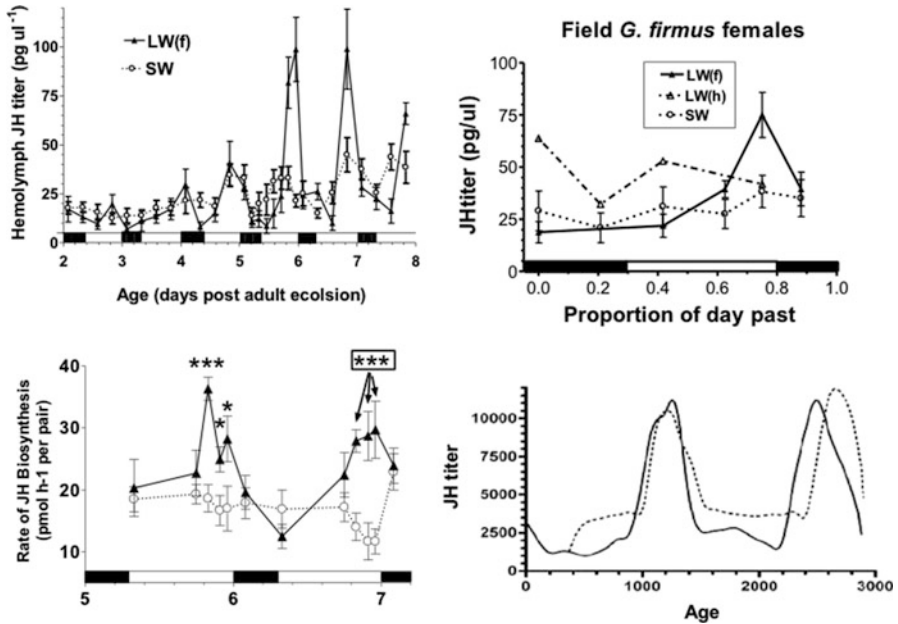 Hemolymph JH titer (pg ul⁻¹)
100
75
50
25
0
LW(f)
SW
2 3 4 5 6 7 8
Age (days post adult ecolsion)
Field G. firmus females
JHtiter (pg/ul)
100
75
50
25
0
LW(f)
LW(h)
SW
0.0 0.2 0.4 0.6 0.8 1.0
Proportion of day past
Rate of JH Biosynthesis
(pmol h-1 per pair)
40
30
20
10
***
*
*
***
5 6 7
JH titer
10000
7500
5000
2500
0
0 1000 2000 3000
Age